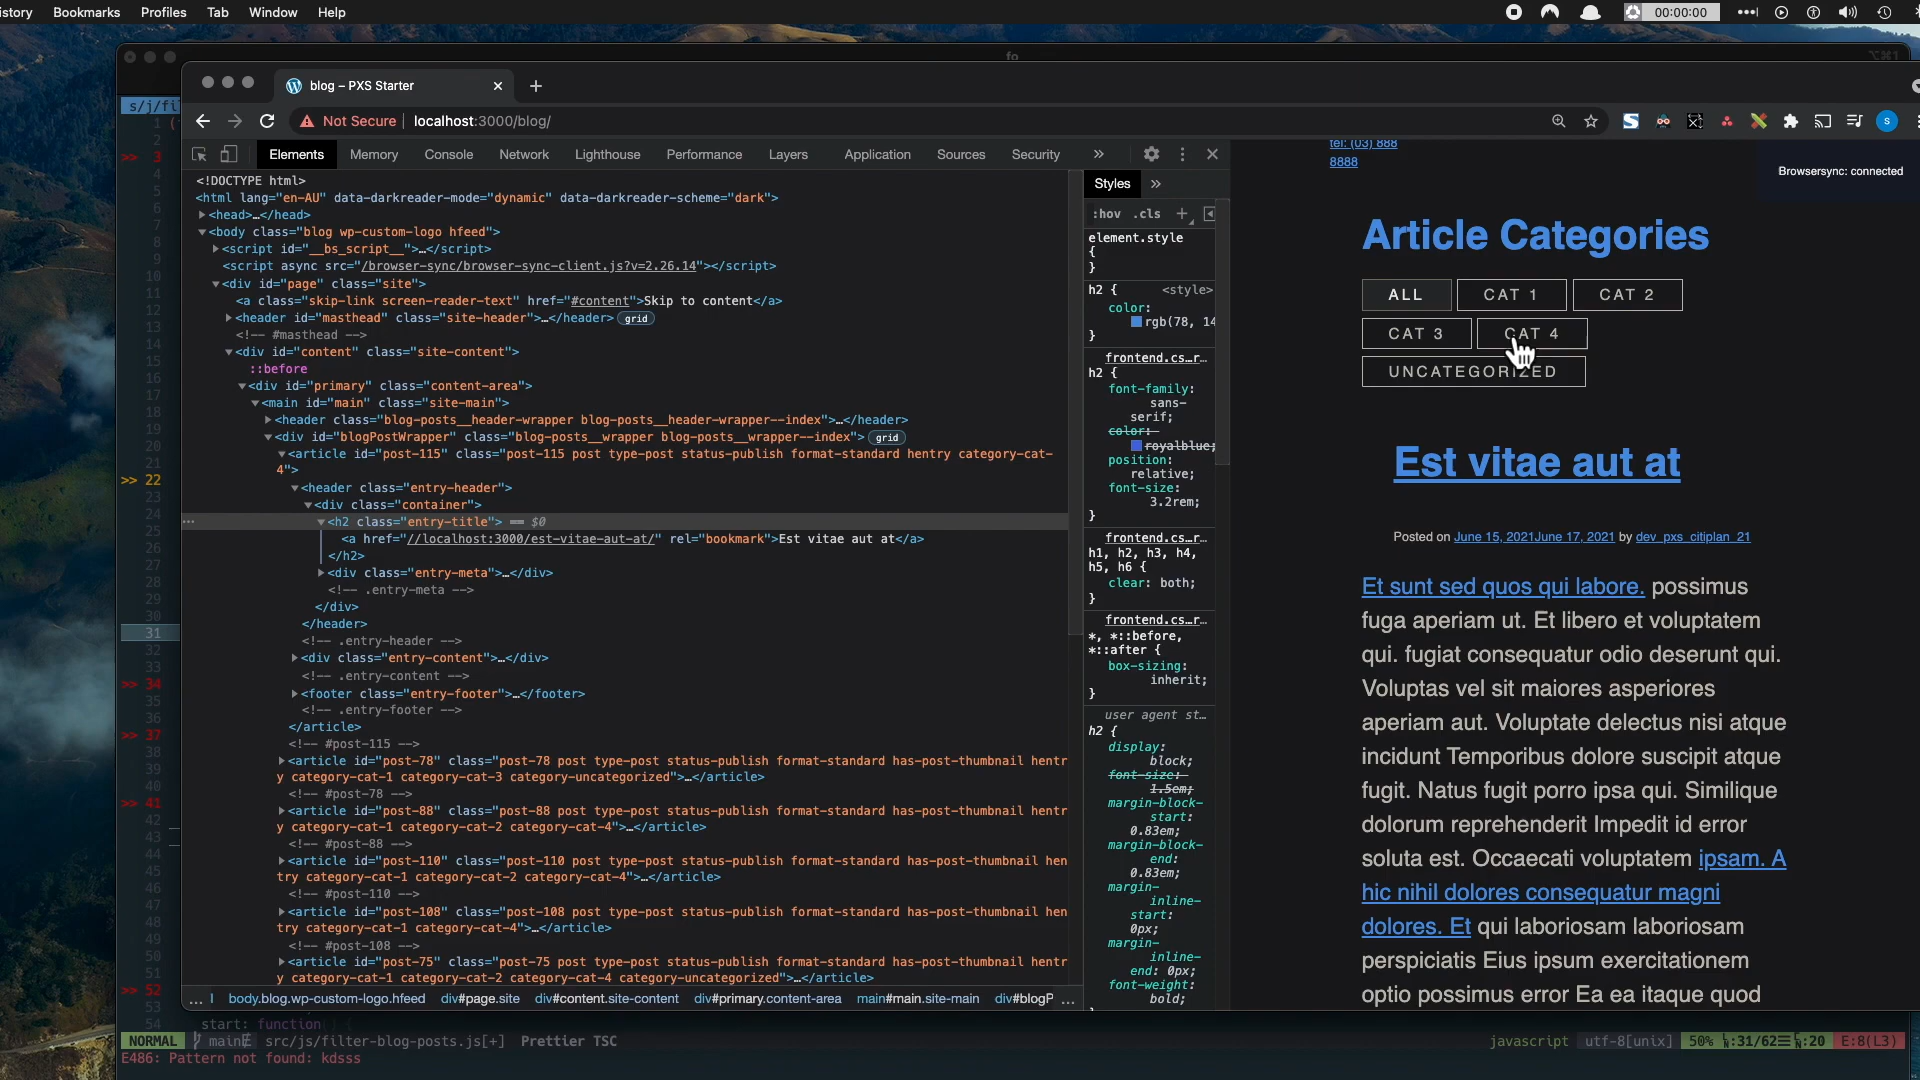 istory Bookmarks Profiles Tab Window Help 00:00:00
fo ⌥⌘1
blog – PXS Starter
Not Secure localhost:3000/blog/
Elements Memory Console Network Lighthouse Performance Layers Application Sources Security »
s/j/fil
<!DOCTYPE html>
<html lang="en-AU" data-darkreader-mode="dynamic" data-darkreader-scheme="dark">
<head>…</head>
<body class="blog wp-custom-logo hfeed">
<script id="__bs_script__">…</script>
<script async src="/browser-sync/browser-sync-client.js?v=2.26.14"></script>
<div id="page" class="site">
<a class="skip-link screen-reader-text" href="#content">Skip to content</a>
<header id="masthead" class="site-header">…</header> grid
<!-- #masthead -->
<div id="content" class="site-content">
::before
<div id="primary" class="content-area">
<main id="main" class="site-main">
<header class="blog-posts__header-wrapper blog-posts__header-wrapper--index">…</header>
<div id="blogPostWrapper" class="blog-posts__wrapper blog-posts__wrapper--index"> grid
<article id="post-115" class="post-115 post type-post status-publish format-standard hentry category-cat-
4">
<header class="entry-header">
<div class="container">
<h2 class="entry-title"> == $0
<a href="//localhost:3000/est-vitae-aut-at/" rel="bookmark">Est vitae aut at</a>
</h2>
<div class="entry-meta">…</div>
<!-- .entry-meta -->
</div>
</header>
<!-- .entry-header -->
<div class="entry-content">…</div>
<!-- .entry-content -->
<footer class="entry-footer">…</footer>
<!-- .entry-footer -->
</article>
<!-- #post-115 -->
<article id="post-78" class="post-78 post type-post status-publish format-standard has-post-thumbnail hentr
y category-cat-1 category-cat-3 category-uncategorized">…</article>
<!-- #post-78 -->
<article id="post-88" class="post-88 post type-post status-publish format-standard has-post-thumbnail hentr
y category-cat-1 category-cat-2 category-cat-4">…</article>
<!-- #post-88 -->
<article id="post-110" class="post-110 post type-post status-publish format-standard has-post-thumbnail hen
try category-cat-1 category-cat-2 category-cat-4">…</article>
<!-- #post-110 -->
<article id="post-108" class="post-108 post type-post status-publish format-standard has-post-thumbnail hen
try category-cat-1 category-cat-4">…</article>
<!-- #post-108 -->
<article id="post-75" class="post-75 post type-post status-publish format-standard has-post-thumbnail hentr
y category-cat-1 category-cat-2 category-cat-4 category-uncategorized">…</article>
… body.blog.wp-custom-logo.hfeed div#page.site div#content.site-content div#primary.content-area main#main.site-main div#blogP …
Styles »
:hov .cls +
element.style
{
}
h2 { <style>
color:
rgb(78, 14
}
frontend.cs…r…
h2 {
font-family:
sans-
serif;
color:
royalblue;
position:
relative;
font-size:
3.2rem;
}
frontend.cs…r…
h1, h2, h3, h4,
h5, h6 {
clear: both;
}
frontend.cs…r…
*, *::before,
*::after {
box-sizing:
inherit;
}
user agent st…
h2 {
display:
block;
font-size:
1.5em;
margin-block-
start:
0.83em;
margin-block-
end:
0.83em;
margin-
inline-
start:
0px;
margin-
inline-
end: 0px;
font-weight:
bold;
tel: (03) 888
8888
Browsersync: connected
Article Categories
ALL CAT 1 CAT 2
CAT 3 CAT 4
UNCATEGORIZED
Est vitae aut at
Posted on June 15, 2021June 17, 2021 by dev_pxs_citiplan_21
Et sunt sed quos qui labore. possimus
fuga aperiam ut. Et libero et voluptatem
qui. fugiat consequatur odio deserunt qui.
Voluptas vel sit maiores asperiores
aperiam aut. Voluptate delectus nisi atque
incidunt Temporibus dolore suscipit atque
fugit. Natus fugit porro ipsa qui. Similique
dolorum reprehenderit Impedit id error
soluta est. Occaecati voluptatem ipsam. A
hic nihil dolores consequatur magni
dolores. Et qui laboriosam laboriosam
perspiciatis Eius ipsum exercitationem
optio possimus error Ea ea itaque quod
54 start: function
NORMAL main src/js/filter-blog-posts.js[+] Prettier TSC javascript utf-8[unix] 50% :31/62 :20 E:8(L3)
E486: Pattern not found: kdsss